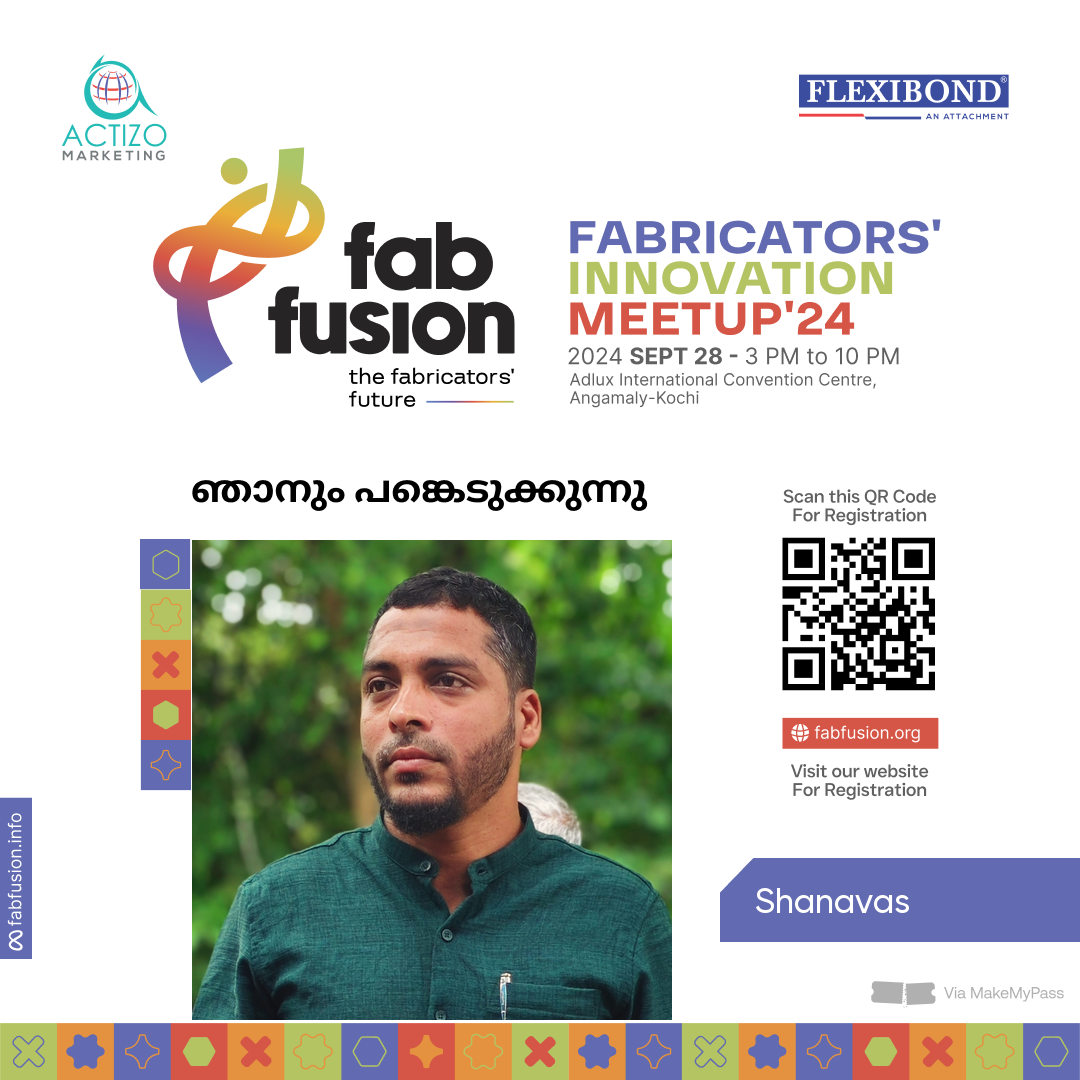 ACTIZO
MARKETING
FLEXIBOND®
AN ATTACHMENT
fab
fusion
the fabricators'
future
FABRICATORS'
INNOVATION
MEETUP'24
2024 SEPT 28 - 3 PM to 10 PM
Adlux International Convention Centre,
Angamaly-Kochi
ഞാനും പങ്കെടുക്കുന്നു
Scan this QR Code
For Registration
fabfusion.org
Visit our website
For Registration
fabfusion.info
Shanavas
Via MakeMyPass